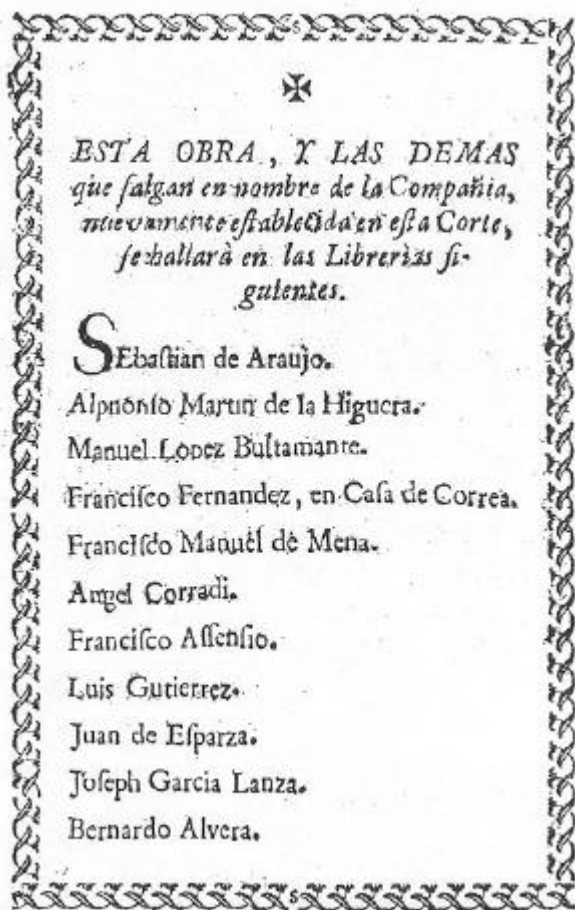 ✠
ESTA OBRA, Y LAS DEMAS
que ſalgan en nombre de la Compañia,
nuevamente eſtablecida en eſta Corte,
ſe hallarà en las Librerìas ſi-
guientes.
SEbaſtian de Araujo.
Alphonſo Martin de la Higuera.
Manuel Lopez Buſtamante.
Franciſco Fernandez, en Caſa de Correa.
Franciſco Manuèl de Mena.
Angel Corradi.
Franciſco Aſſenſio.
Luis Gutierrez.
Juan de Eſparza.
Joſeph Garcia Lanza.
Bernardo Alvera.